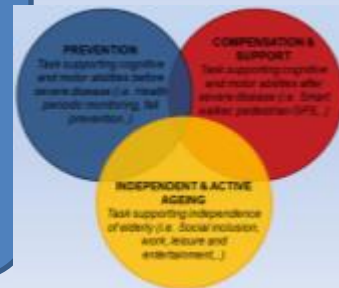 PREVENTION
Task supporting cognitive
and motor abilities before
severe disease (i.e. Health
periodic monitoring, fall
prevention..)
COMPENSATION &
SUPPORT
Task supporting cognitive
and motor abilities after
severe disease (i.e. Smart
walker, pedestrian GPS,..)
INDEPENDENT & ACTIVE
AGEING
Task supporting independence
of elderly (i.e. Social inclusion,
work, leisure and
entertainment,..)